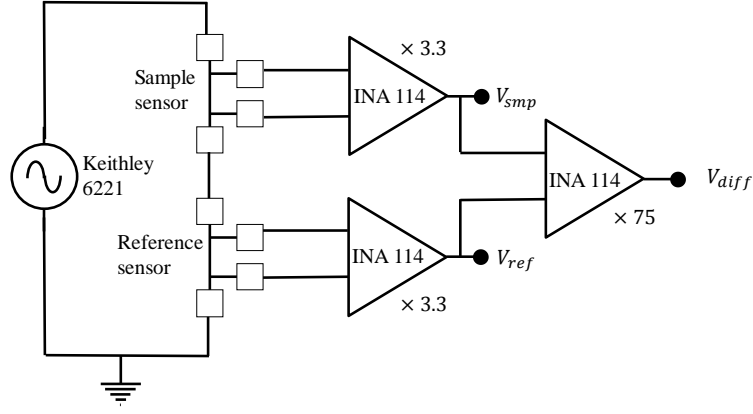 × 3.3
Sample
sensor
INA 114
V_smp
Keithley
6221
INA 114
V_diff
× 75
Reference
sensor
INA 114
V_ref
× 3.3